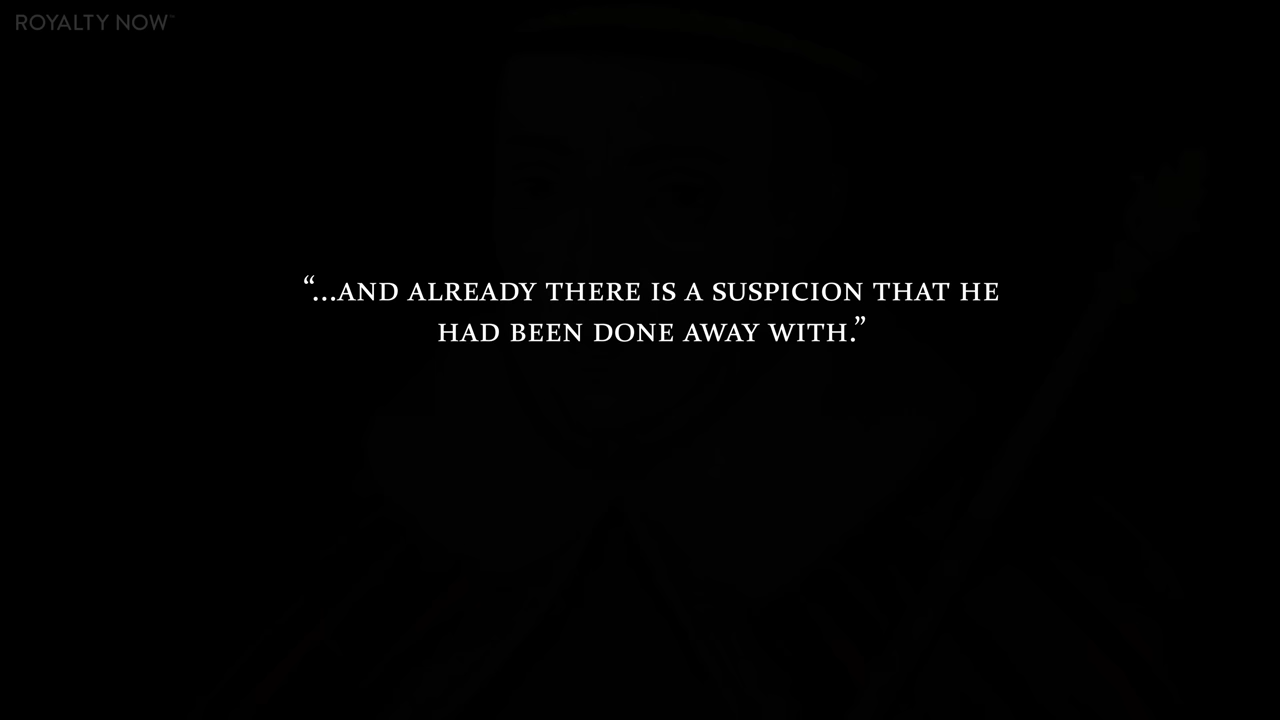 ROYALTY NOW™
“...AND ALREADY THERE IS A SUSPICION THAT HE
HAD BEEN DONE AWAY WITH.”